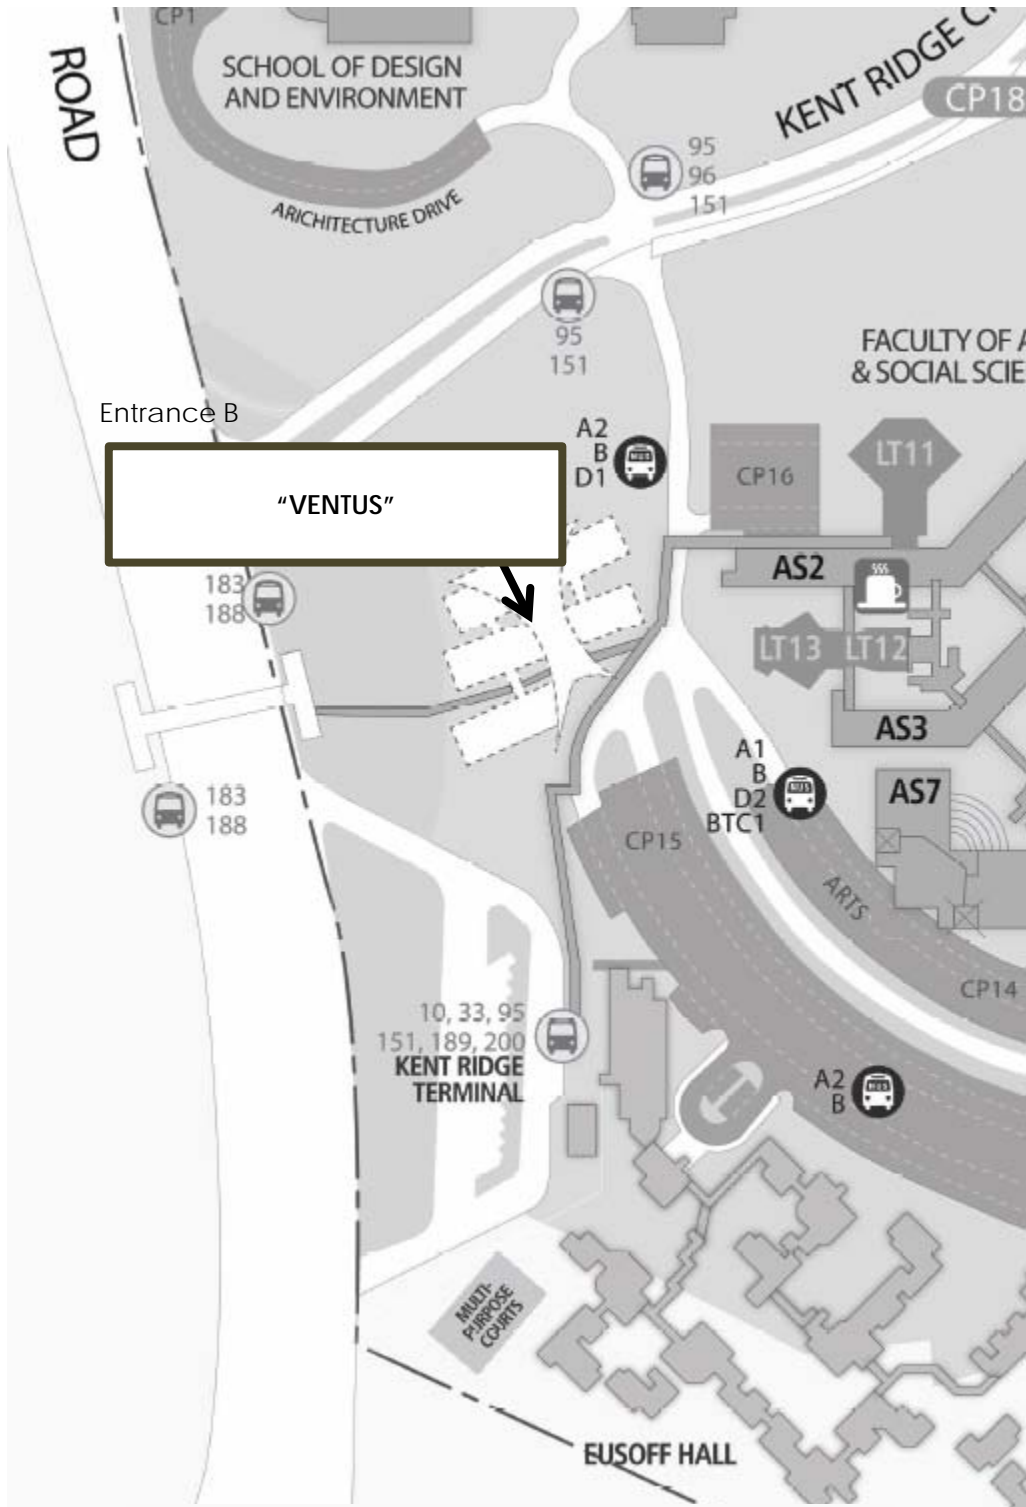 CP1
ROAD
SCHOOL OF DESIGN
AND ENVIRONMENT
KENT RIDGE C
CP18
95
96
151
ARICHITECTURE DRIVE
95
151
FACULTY OF A
& SOCIAL SCIE
Entrance B
A2
B
D1
LT11
CP16
"VENTUS"
AS2
183
188
LT13
LT12
AS3
A1
B
D2
BTC1
AS7
183
188
CP15
ARTS
CP14
10, 33, 95
151, 189, 200
KENT RIDGE
TERMINAL
A2
B
MULTI-
PURPOSE
COURTS
EUSOFF HALL